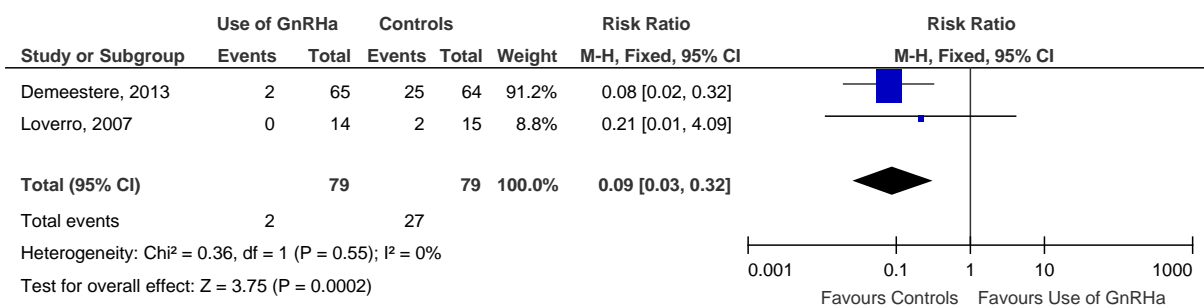 Use of GnRHa Controls Risk Ratio Risk Ratio
Study or Subgroup Events Total Events Total Weight M-H, Fixed, 95% CI M-H, Fixed, 95% CI
Demeestere, 2013 2 65 25 64 91.2% 0.08 [0.02, 0.32]
Loverro, 2007 0 14 2 15 8.8% 0.21 [0.01, 4.09]
Total (95% CI) 79 79 100.0% 0.09 [0.03, 0.32]
Total events 2 27
Heterogeneity: Chi² = 0.36, df = 1 (P = 0.55); I² = 0%
Test for overall effect: Z = 3.75 (P = 0.0002)
0.001 0.1 1 10 1000
Favours Controls Favours Use of GnRHa